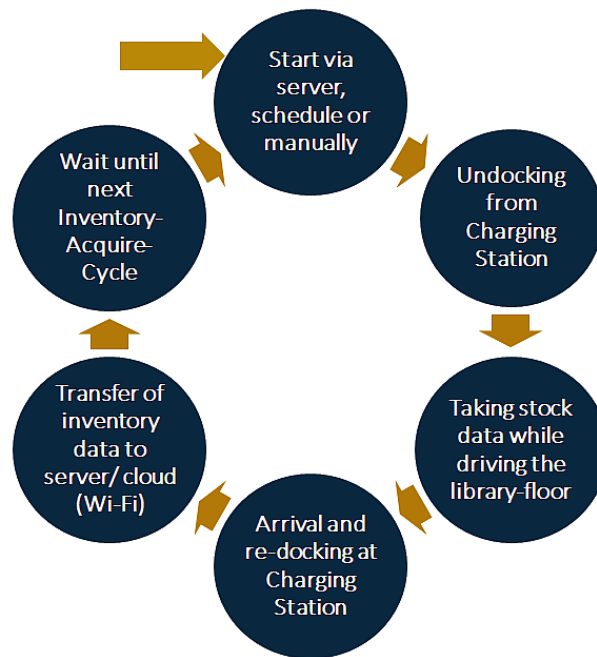 Start via
server,
schedule or
manually
Undocking
from
Charging
Station
Taking stock
data while
driving the
library-floor
Arrival and
re-docking at
Charging
Station
Transfer of
inventory
data to
server/ cloud
(Wi-Fi)
Wait until
next
Inventory-
Acquire-
Cycle